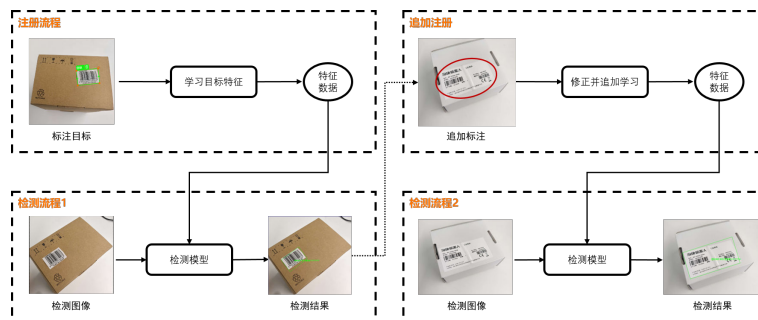 注册流程
学习目标特征
特征
数据
标注目标
追加注册
修正并追加学习
特征
数据
追加标注
检测流程1
检测模型
检测图像
检测结果
检测流程2
检测模型
检测图像
检测结果